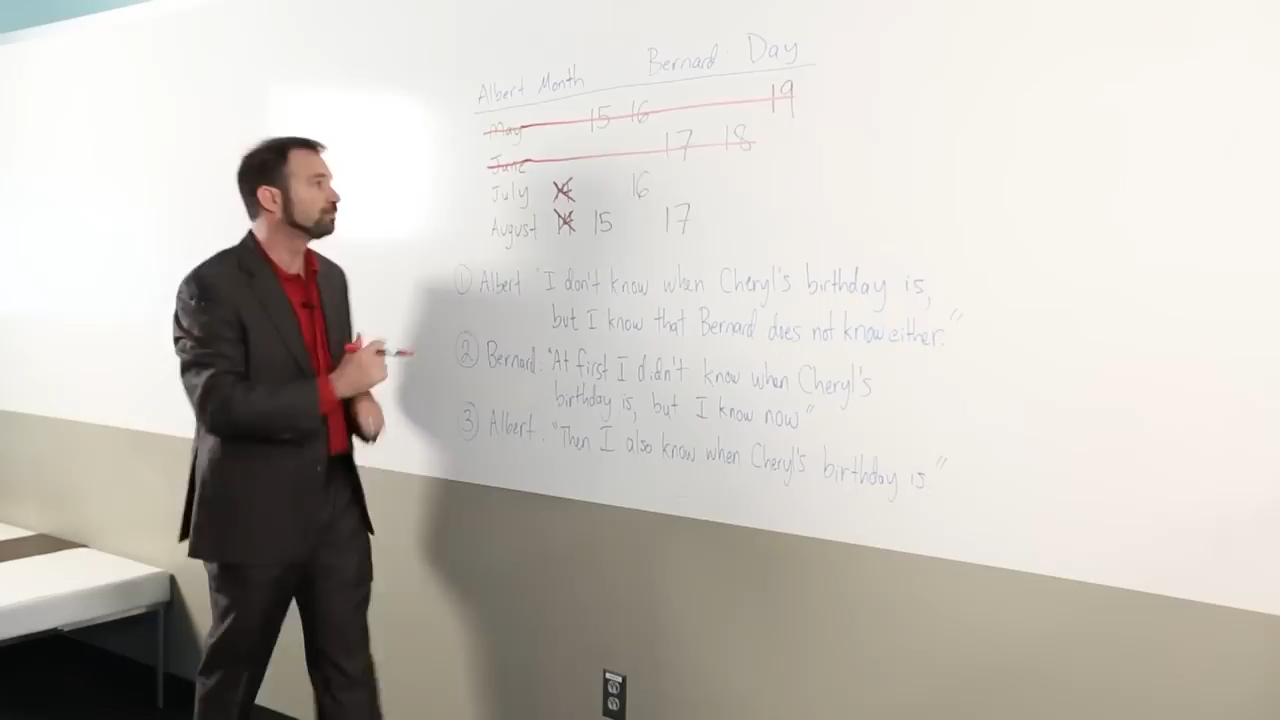 Albert Month Bernard Day
May 15 16 19
June 17 18
July 14 16
August 14 15 17
① Albert "I don't know when Cheryl's birthday is,
but I know that Bernard does not know either."
② Bernard: "At first I didn't know when Cheryl's
birthday is, but I know now"
③ Albert: "Then I also know when Cheryl's birthday is"